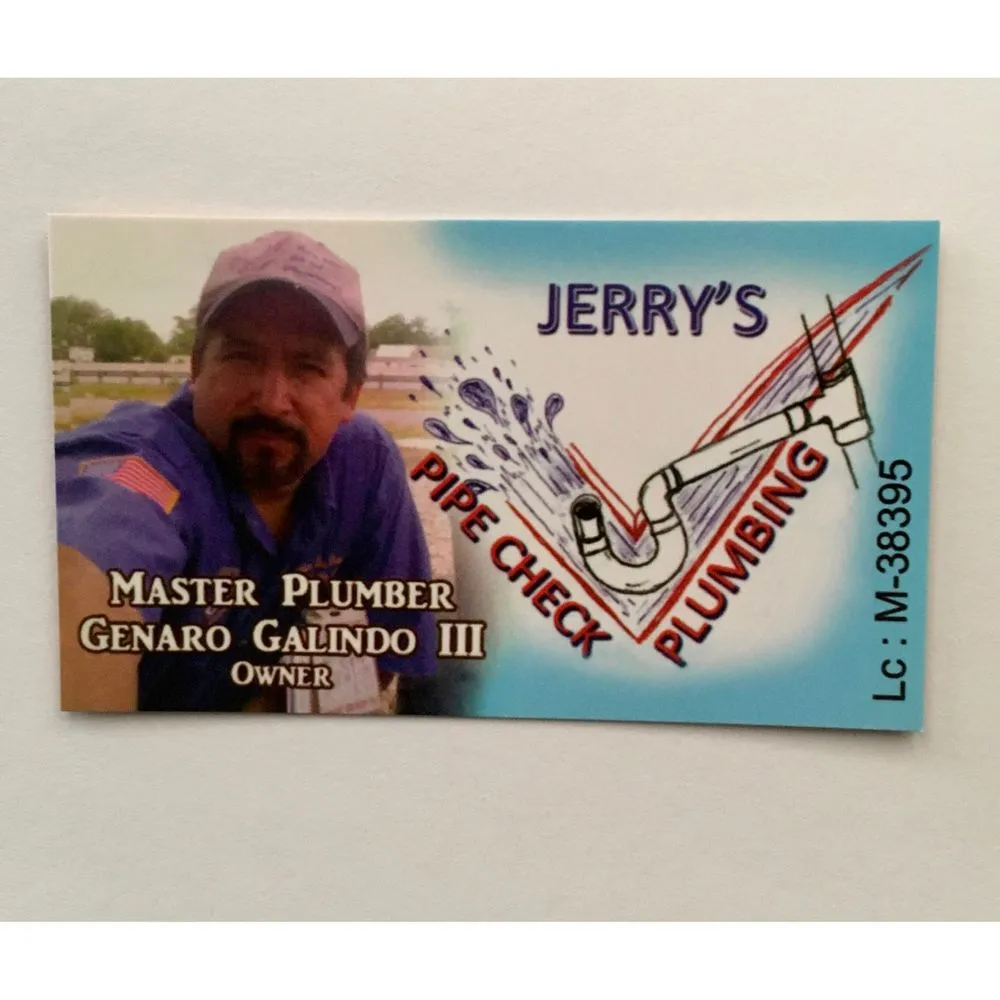 JERRY'S
PIPE CHECK
PLUMBING
MASTER PLUMBER
GENARO GALINDO III
OWNER
Lc : M-38395